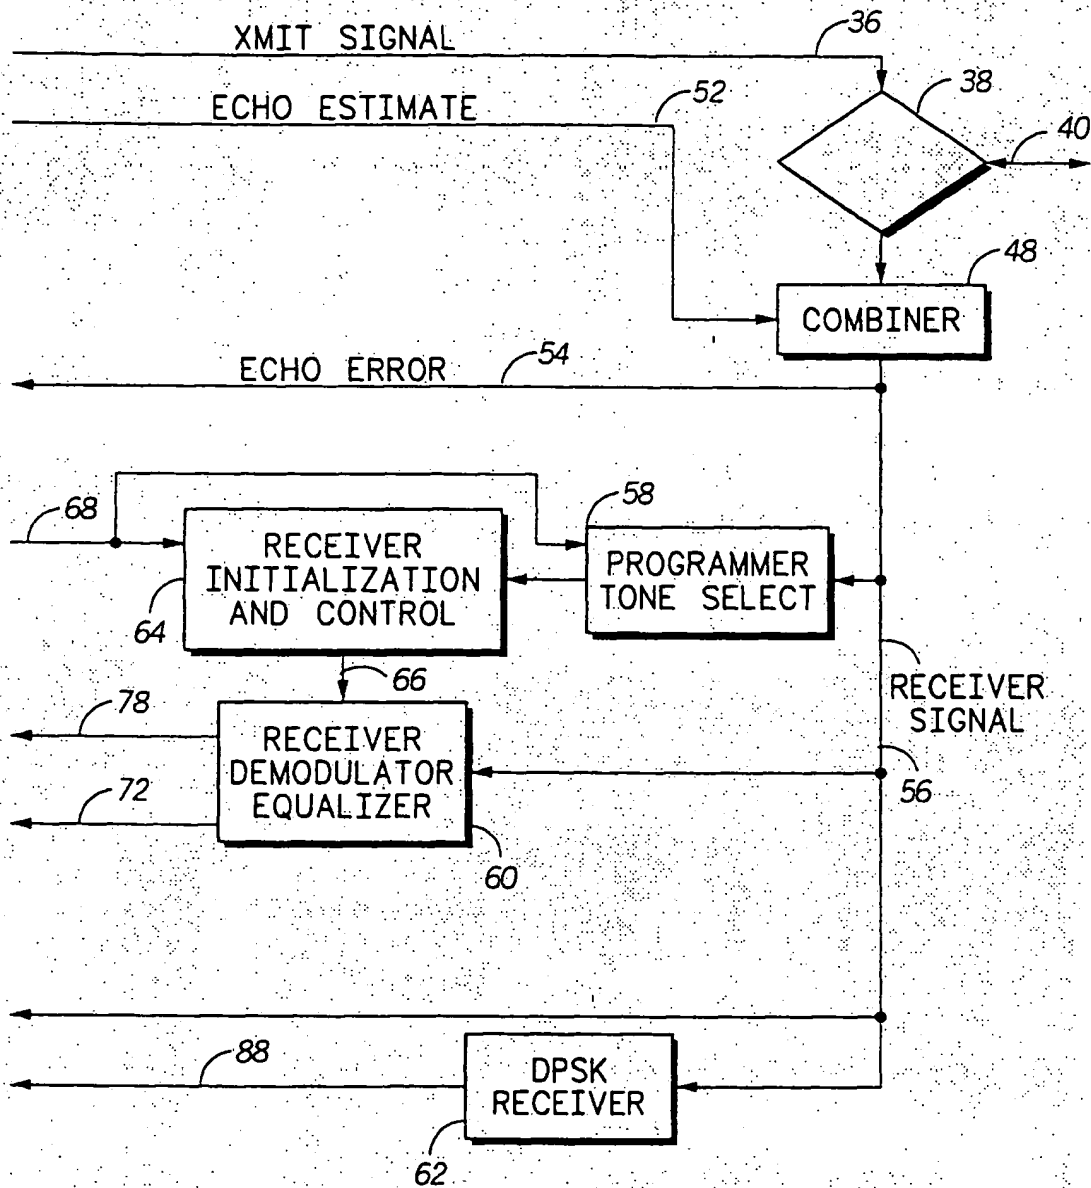 XMIT SIGNAL
36
ECHO ESTIMATE
52
38
40
48
COMBINER
ECHO ERROR
54
68
58
RECEIVER
INITIALIZATION
AND CONTROL
PROGRAMMER
TONE SELECT
64
66
RECEIVER
SIGNAL
78
RECEIVER
DEMODULATOR
EQUALIZER
72
56
60
88
DPSK
RECEIVER
62